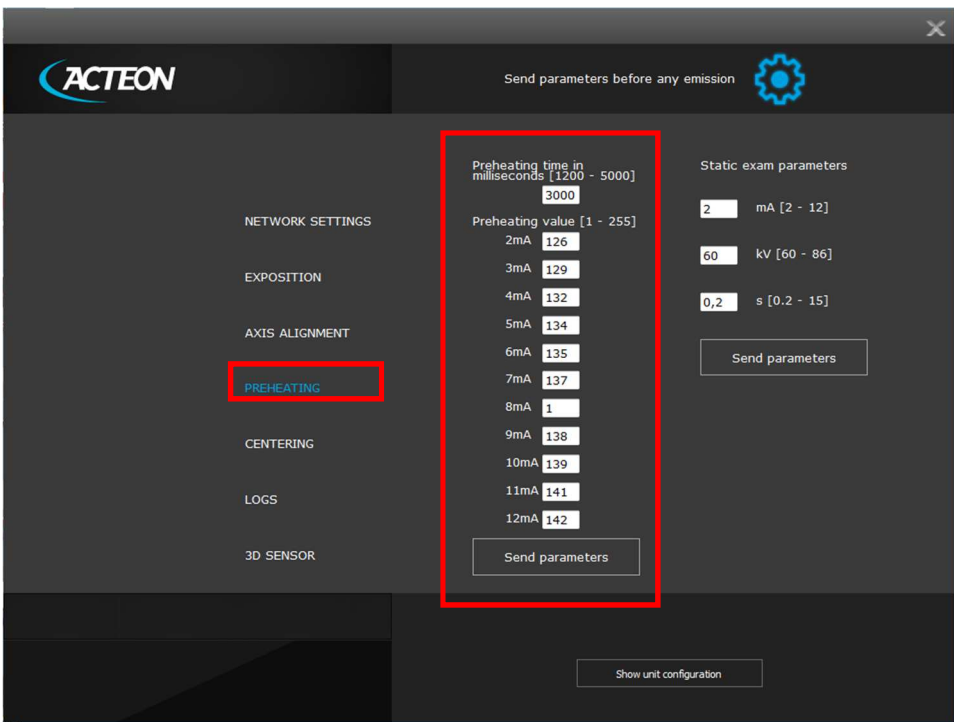 ACTEON
Send parameters before any emission
NETWORK SETTINGS
EXPOSITION
AXIS ALIGNMENT
PREHEATING
CENTERING
LOGS
3D SENSOR
Preheating time in
milliseconds [1200 - 5000]
3000
Preheating value [1 - 255]
2mA 126
3mA 129
4mA 132
5mA 134
6mA 135
7mA 137
8mA 1
9mA 138
10mA 139
11mA 141
12mA 142
Send parameters
Static exam parameters
2 mA [2 - 12]
60 kV [60 - 86]
0,2 s [0.2 - 15]
Send parameters
Show unit configuration